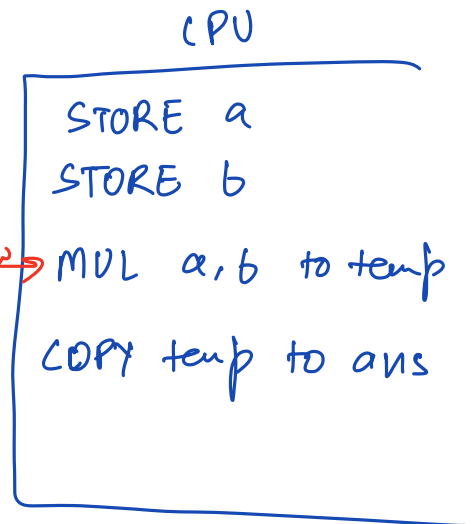 CPU
STORE a
STORE b
MUL a, b to temp
COPY temp to ans